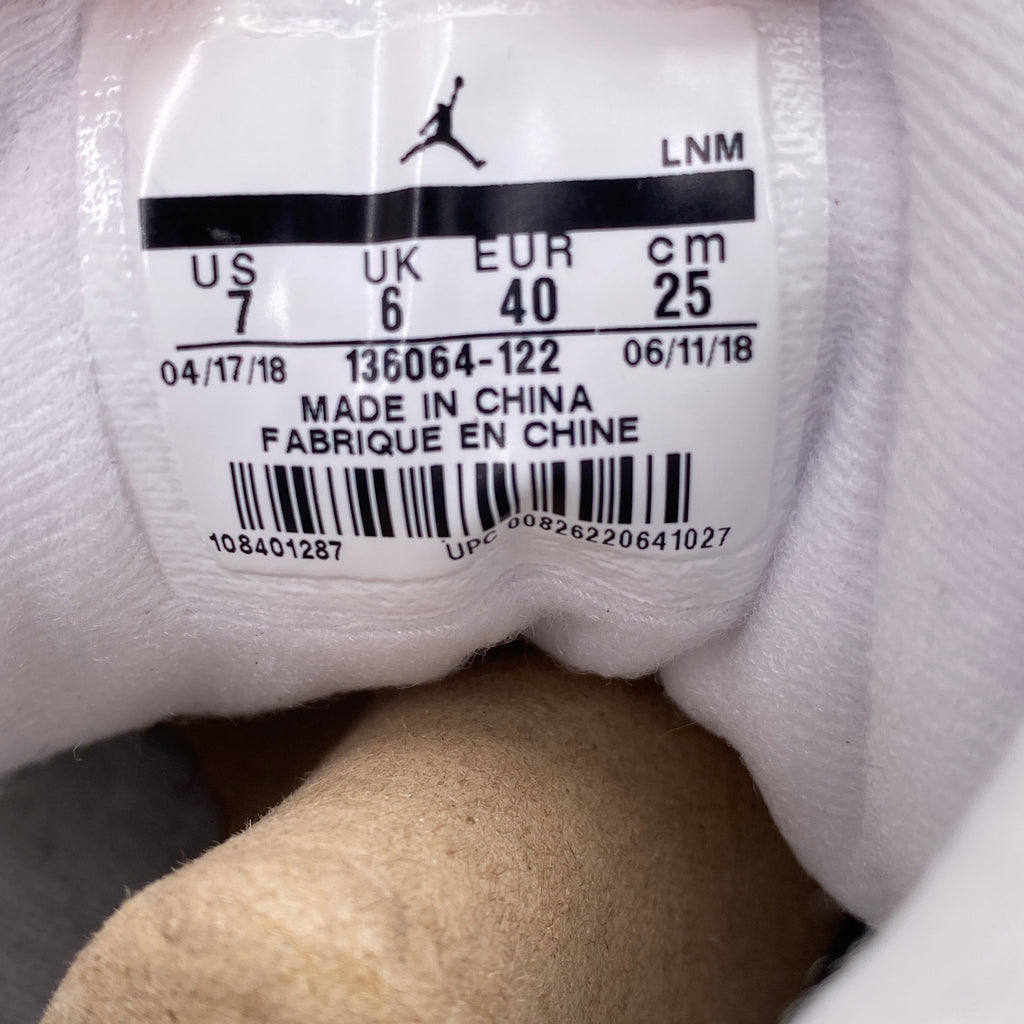 LNM
US UK EUR cm
7 6 40 25
04/17/18 136064-122 06/11/18
MADE IN CHINA
FABRIQUE EN CHINE
108401287 UPC 00826220641027